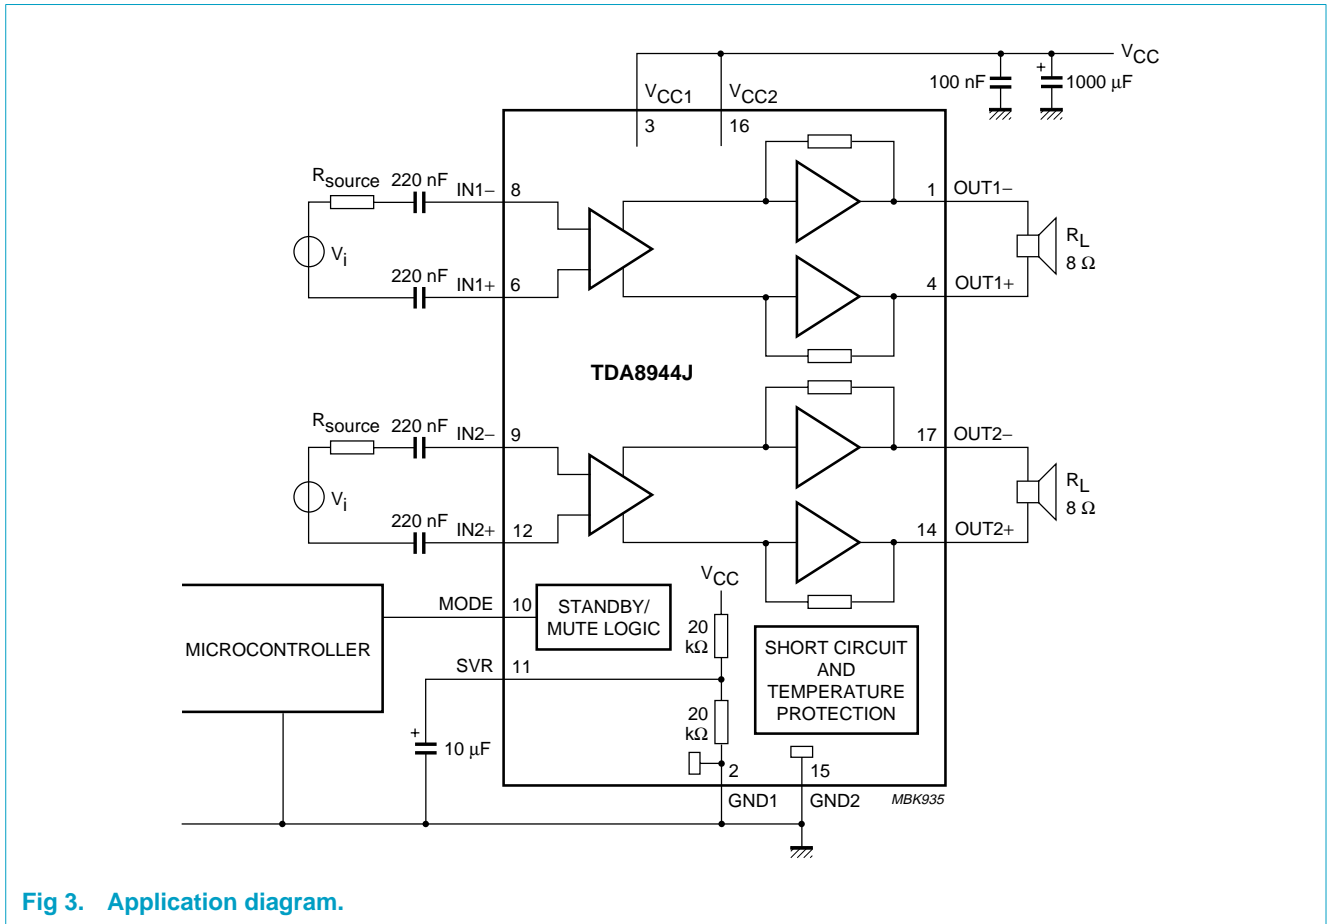 VCC
100 nF
+
1000 μF
VCC1
VCC2
3
16
Rsource
220 nF
IN1−
8
1
OUT1−
Vi
RL
8 Ω
220 nF
IN1+
6
4
OUT1+
TDA8944J
Rsource
220 nF
IN2−
9
17
OUT2−
Vi
RL
8 Ω
220 nF
IN2+
12
14
OUT2+
VCC
MODE
10
STANDBY/
MUTE LOGIC
20
kΩ
MICROCONTROLLER
SHORT CIRCUIT
AND
TEMPERATURE
PROTECTION
SVR
11
20
kΩ
+
10 μF
2
15
GND1
GND2
MBK935
Fig 3. Application diagram.